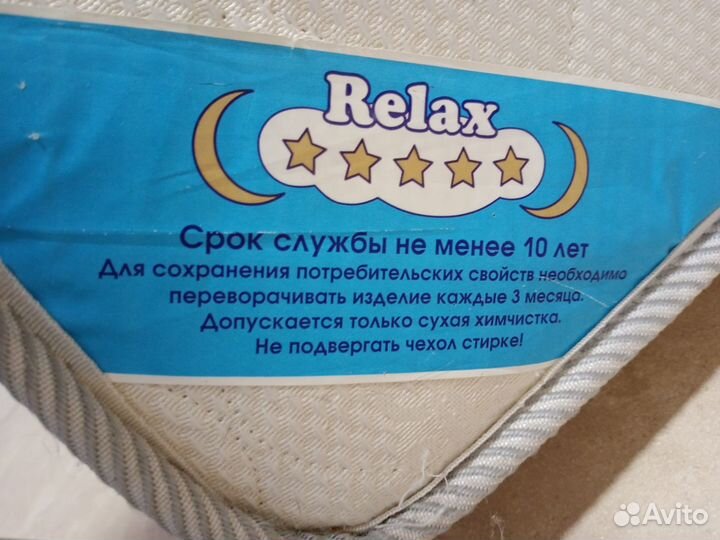 Relax
Срок службы не менее 10 лет
Для сохранения потребительских свойств необходимо
переворачивать изделие каждые 3 месяца.
Допускается только сухая химчистка.
Не подвергать чехол стирке!
Avito